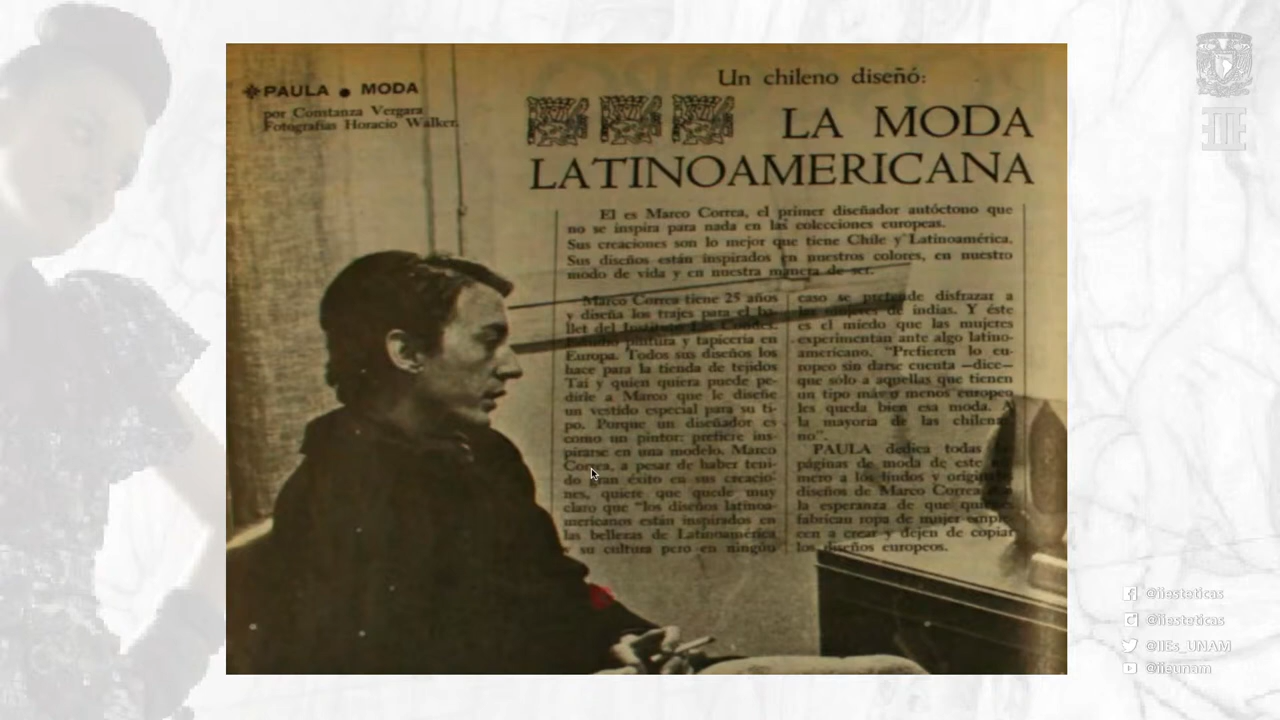 PAULA ● MODA
por Constanza Vergara
Fotografías Horacio Walker.
Un chileno diseñó:
LA MODA
LATINOAMERICANA
El es Marco Correa, el primer diseñador autóctono que
no se inspira para nada en las colecciones europeas.
Sus creaciones son lo mejor que tiene Chile y Latinoamérica.
Sus diseños están inspirados en nuestros colores, en nuestro
modo de vida y en nuestra manera de ser.
Marco Correa tiene 25 años
y diseña los trajes para el ba-
llet del Instituto Las Condes.
Estudió pintura y tapicería en
Europa. Todos sus diseños los
hace para la tienda de tejidos
Tai y quien quiera puede pe-
dirle a Marco que le diseñe
un vestido especial para su ti-
po. Porque un diseñador es
como un pintor: prefiere ins-
pirarse en una modelo. Marco
Correa, a pesar de haber teni-
do gran éxito en sus creacio-
nes, quiere que quede muy
claro que "los diseños latinoa-
mericanos están inspirados en
las bellezas de Latinoamérica
y su cultura pero en ningún
caso se pretende disfrazar a
las mujeres de indias. Y éste
es el miedo que las mujeres
experimentan ante algo latino-
americano. "Prefieren lo eu-
ropeo sin darse cuenta —dice—
que sólo a aquellas que tienen
un tipo más o menos europeo
les queda bien esa moda. A
la mayoría de las chilenas
no".
PAULA dedica todas
páginas de moda de este
mero a los lindos y
diseños de Marco Correa
la esperanza de que
fabrican ropa de mujer
cen a crear y dejen de copiar
los diseños europeos.
@iiesteticas
@iiesteticas
@IIEs_UNAM
@iieunam